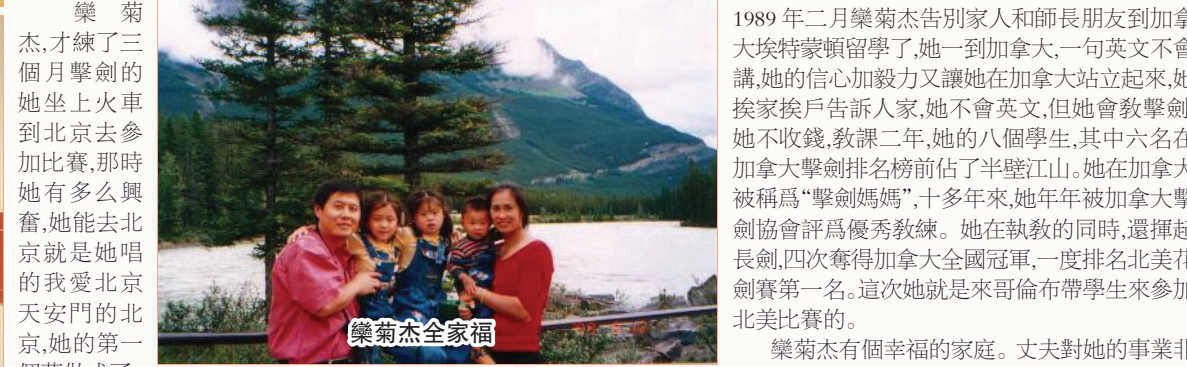 欒菊
杰,才練了三
個月擊劍的
她坐上火車
到北京去參
加比賽,那時
她有多么興
奮,她能去北
京就是她唱
的我愛北京
天安門的北
京,她的第一
欒菊杰全家福
1989年二月欒菊杰告別家人和師長朋友到加拿
大埃特蒙頓留學了,她一到加拿大,一句英文不會
講,她的信心加毅力又讓她在加拿大站立起來,她
挨家挨戶告訴人家,她不會英文,但她會教擊劍,
她不收錢,教課二年,她的八個學生,其中六名在
加拿大擊劍排名榜前佔了半壁江山。她在加拿大
被稱爲“擊劍媽媽”,十多年來,她年年被加拿大擊
劍協會評爲優秀教練。她在執教的同時,還揮起
長劍,四次奪得加拿大全國冠軍,一度排名北美花
劍賽第一名。這次她就是來哥倫布帶學生來參加
北美比賽的。
欒菊杰有個幸福的家庭。丈夫對她的事業非